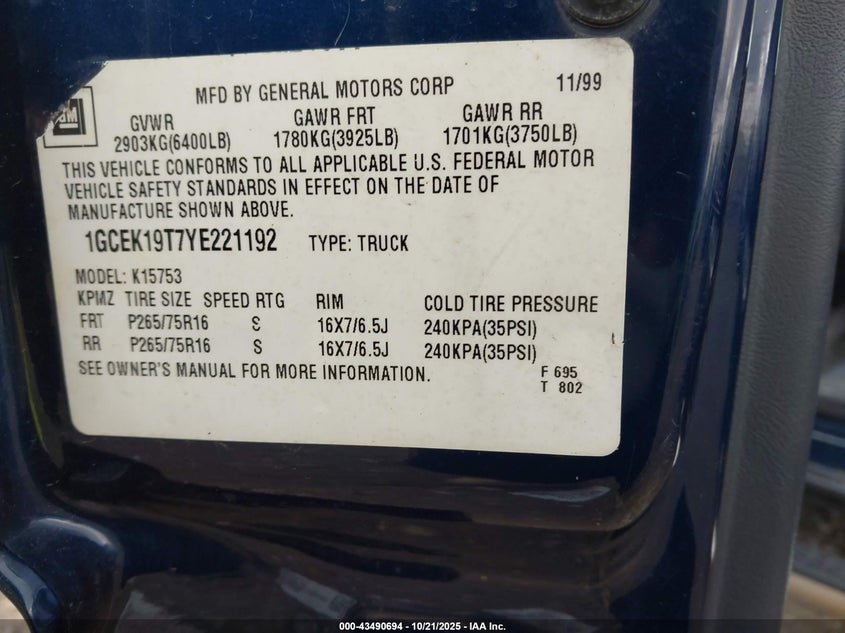 GM
MFD BY GENERAL MOTORS CORP 11/99
GVWR GAWR FRT GAWR RR
2903KG(6400LB) 1780KG(3925LB) 1701KG(3750LB)
THIS VEHICLE CONFORMS TO ALL APPLICABLE U.S. FEDERAL MOTOR
VEHICLE SAFETY STANDARDS IN EFFECT ON THE DATE OF
MANUFACTURE SHOWN ABOVE.
1GCEK19T7YE221192 TYPE: TRUCK
MODEL: K15753
KPMZ TIRE SIZE SPEED RTG RIM COLD TIRE PRESSURE
FRT P265/75R16 S 16X7/6.5J 240KPA(35PSI)
RR P265/75R16 S 16X7/6.5J 240KPA(35PSI)
SEE OWNER'S MANUAL FOR MORE INFORMATION. F 695
T 802
000-43490694 - 10/21/2025 - IAA Inc.